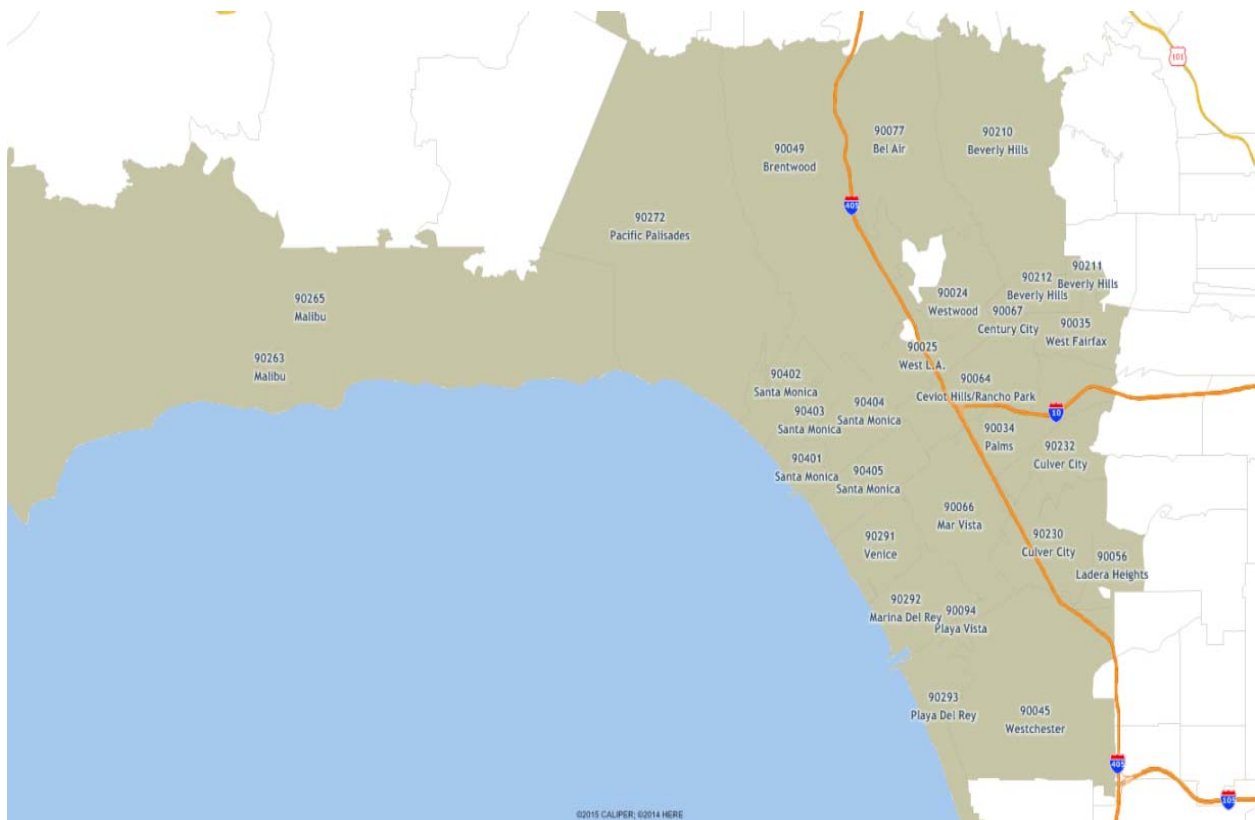 101
90077
Bel Air
90210
Beverly Hills
90049
Brentwood
405
90272
Pacific Palisades
90211
Beverly Hills
90212
Beverly Hills
90265
Malibu
90024
Westwood
90067
Century City
90035
West Fairfax
90025
West L.A.
90263
Malibu
90402
Santa Monica
90064
Ceviot Hills/Rancho Park
90404
Santa Monica
90403
Santa Monica
10
90034
Palms
90232
Culver City
90401
Santa Monica
90405
Santa Monica
90066
Mar Vista
90291
Venice
90230
Culver City
90056
Ladera Heights
90292
Marina Del Rey
90094
Playa Vista
90293
Playa Del Rey
90045
Westchester
405
105
©2015 CALIPER; ©2014 HERE